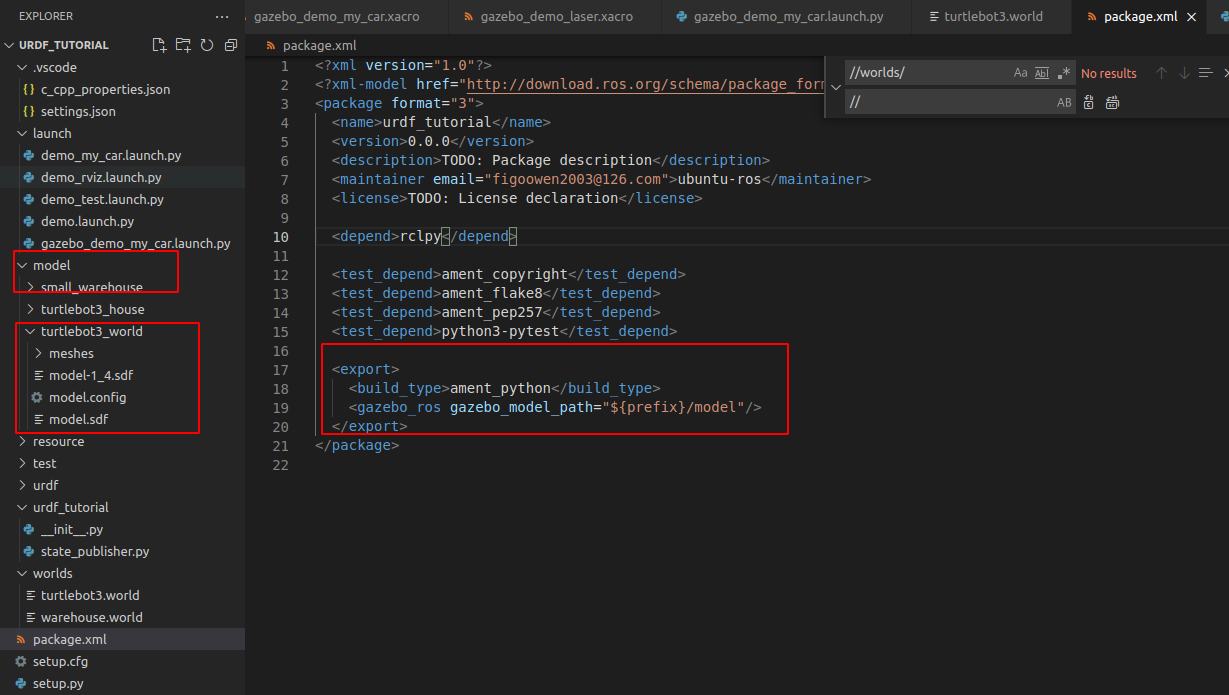 EXPLORER
URDF_TUTORIAL
.vscode
c_cpp_properties.json
settings.json
launch
demo_my_car.launch.py
demo_rviz.launch.py
demo_test.launch.py
demo.launch.py
gazebo_demo_my_car.launch.py
model
small_warehouse
turtlebot3_house
turtlebot3_world
meshes
model-1_4.sdf
model.config
model.sdf
resource
test
urdf
urdf_tutorial
__init__.py
state_publisher.py
worlds
turtlebot3.world
warehouse.world
package.xml
setup.cfg
setup.py
gazebo_demo_my_car.xacro gazebo_demo_laser.xacro gazebo_demo_my_car.launch.py turtlebot3.world package.xml
package.xml
//worlds/ Aa Ab .* No results
// AB
1 <?xml version="1.0"?>
2 <?xml-model href="http://download.ros.org/schema/package_form
3 <package format="3">
4 <name>urdf_tutorial</name>
5 <version>0.0.0</version>
6 <description>TODO: Package description</description>
7 <maintainer email="figoowen2003@126.com">ubuntu-ros</maintainer>
8 <license>TODO: License declaration</license>
9
10 <depend>rclpy</depend>
11
12 <test_depend>ament_copyright</test_depend>
13 <test_depend>ament_flake8</test_depend>
14 <test_depend>ament_pep257</test_depend>
15 <test_depend>python3-pytest</test_depend>
16
17 <export>
18 <build_type>ament_python</build_type>
19 <gazebo_ros gazebo_model_path="${prefix}/model"/>
20 </export>
21 </package>
22